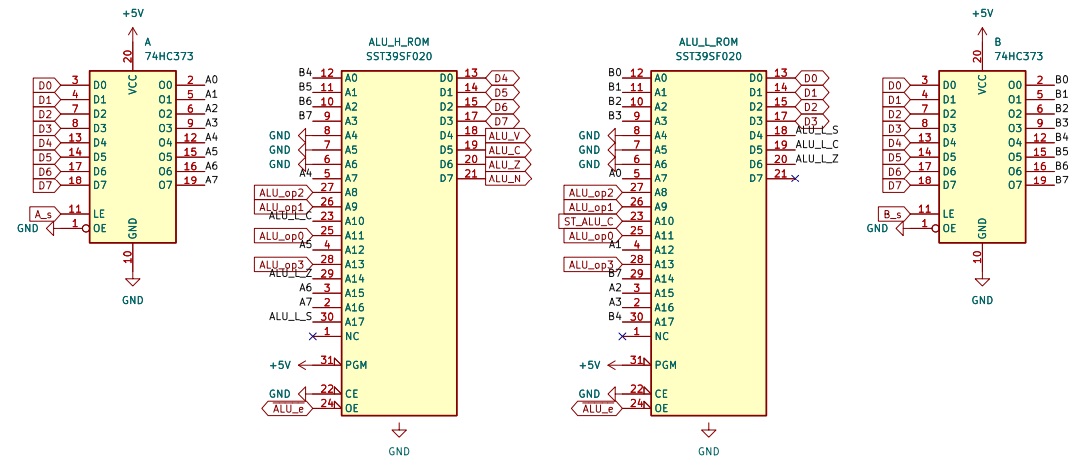 +5V
A
74HC373
20
VCC
D0 3 D0 O0 2 A0
D1 4 D1 O1 5 A1
D2 7 D2 O2 6 A2
D3 8 D3 O3 9 A3
D4 13 D4 O4 12 A4
D5 14 D5 O5 15 A5
D6 17 D6 O6 16 A6
D7 18 D7 O7 19 A7
A_s 11 LE
GND 1 OE
GND
10
GND
ALU_H_ROM
SST39SF020
B4 12 A0 D0 13 D4
B5 11 A1 D1 14 D5
B6 10 A2 D2 15 D6
B7 9 A3 D3 17 D7
GND 8 A4 D4 18 ALU_V
GND 7 A5 D5 19 ALU_C
GND 6 A6 D6 20 ALU_Z
A4 5 A7 D7 21 ALU_N
ALU_op2 27 A8
ALU_op1 26 A9
ALU_L_C 23 A10
ALU_op0 25 A11
A5 4 A12
ALU_op3 28 A13
ALU_L_Z 29 A14
A6 3 A15
A7 2 A16
ALU_L_S 30 A17
1 NC
+5V 31 PGM
GND 22 CE
ALU_e 24 OE
GND
ALU_L_ROM
SST39SF020
B0 12 A0 D0 13 D0
B1 11 A1 D1 14 D1
B2 10 A2 D2 15 D2
B3 9 A3 D3 17 D3
GND 8 A4 D4 18 ALU_L_S
GND 7 A5 D5 19 ALU_L_C
GND 6 A6 D6 20 ALU_L_Z
A0 5 A7 D7 21
ALU_op2 27 A8
ALU_op1 26 A9
ST_ALU_C 23 A10
ALU_op0 25 A11
A1 4 A12
ALU_op3 28 A13
B7 29 A14
A2 3 A15
A3 2 A16
B4 30 A17
1 NC
+5V 31 PGM
GND 22 CE
ALU_e 24 OE
GND
+5V
B
74HC373
20
VCC
D0 3 D0 O0 2 B0
D1 4 D1 O1 5 B1
D2 7 D2 O2 6 B2
D3 8 D3 O3 9 B3
D4 13 D4 O4 12 B4
D5 14 D5 O5 15 B5
D6 17 D6 O6 16 B6
D7 18 D7 O7 19 B7
B_s 11 LE
GND 1 OE
GND
10
GND